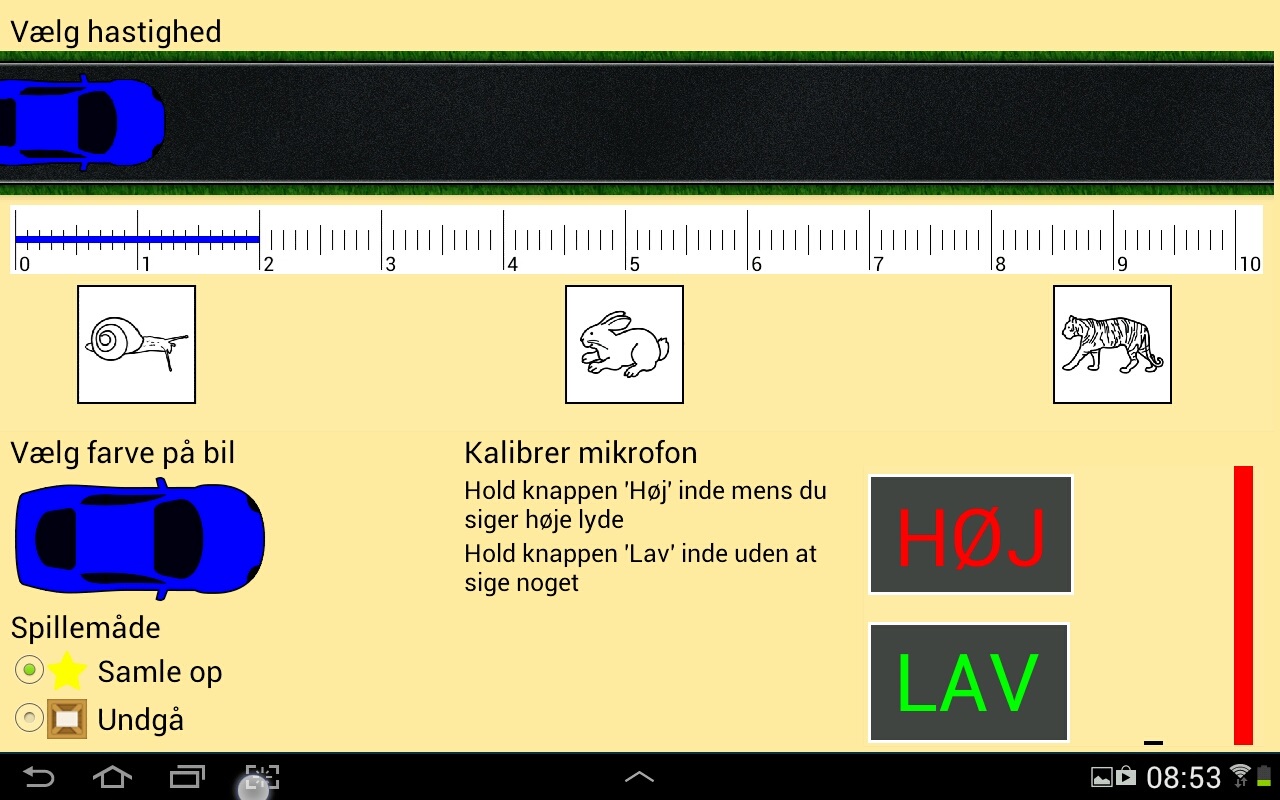 Vælg hastighed
0 1 2 3 4 5 6 7 8 9 10
Vælg farve på bil
Kalibrer mikrofon
Hold knappen 'Høj' inde mens du
siger høje lyde
Hold knappen 'Lav' inde uden at
sige noget
HØJ
LAV
Spillemåde
Samle op
Undgå
08:53